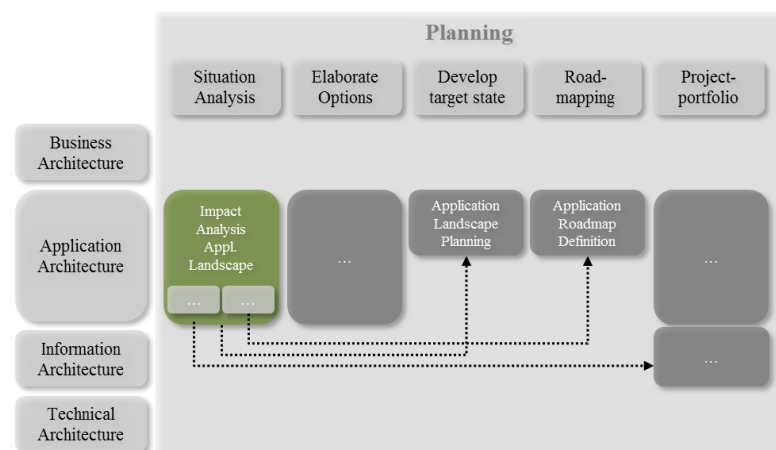 Planning
Situation
Analysis
Elaborate
Options
Develop
target state
Road-
mapping
Project-
portfolio
Business
Architecture
Application
Architecture
Impact
Analysis
Appl.
Landscape
...
...
...
Application
Landscape
Planning
Application
Roadmap
Definition
...
Information
Architecture
...
Technical
Architecture